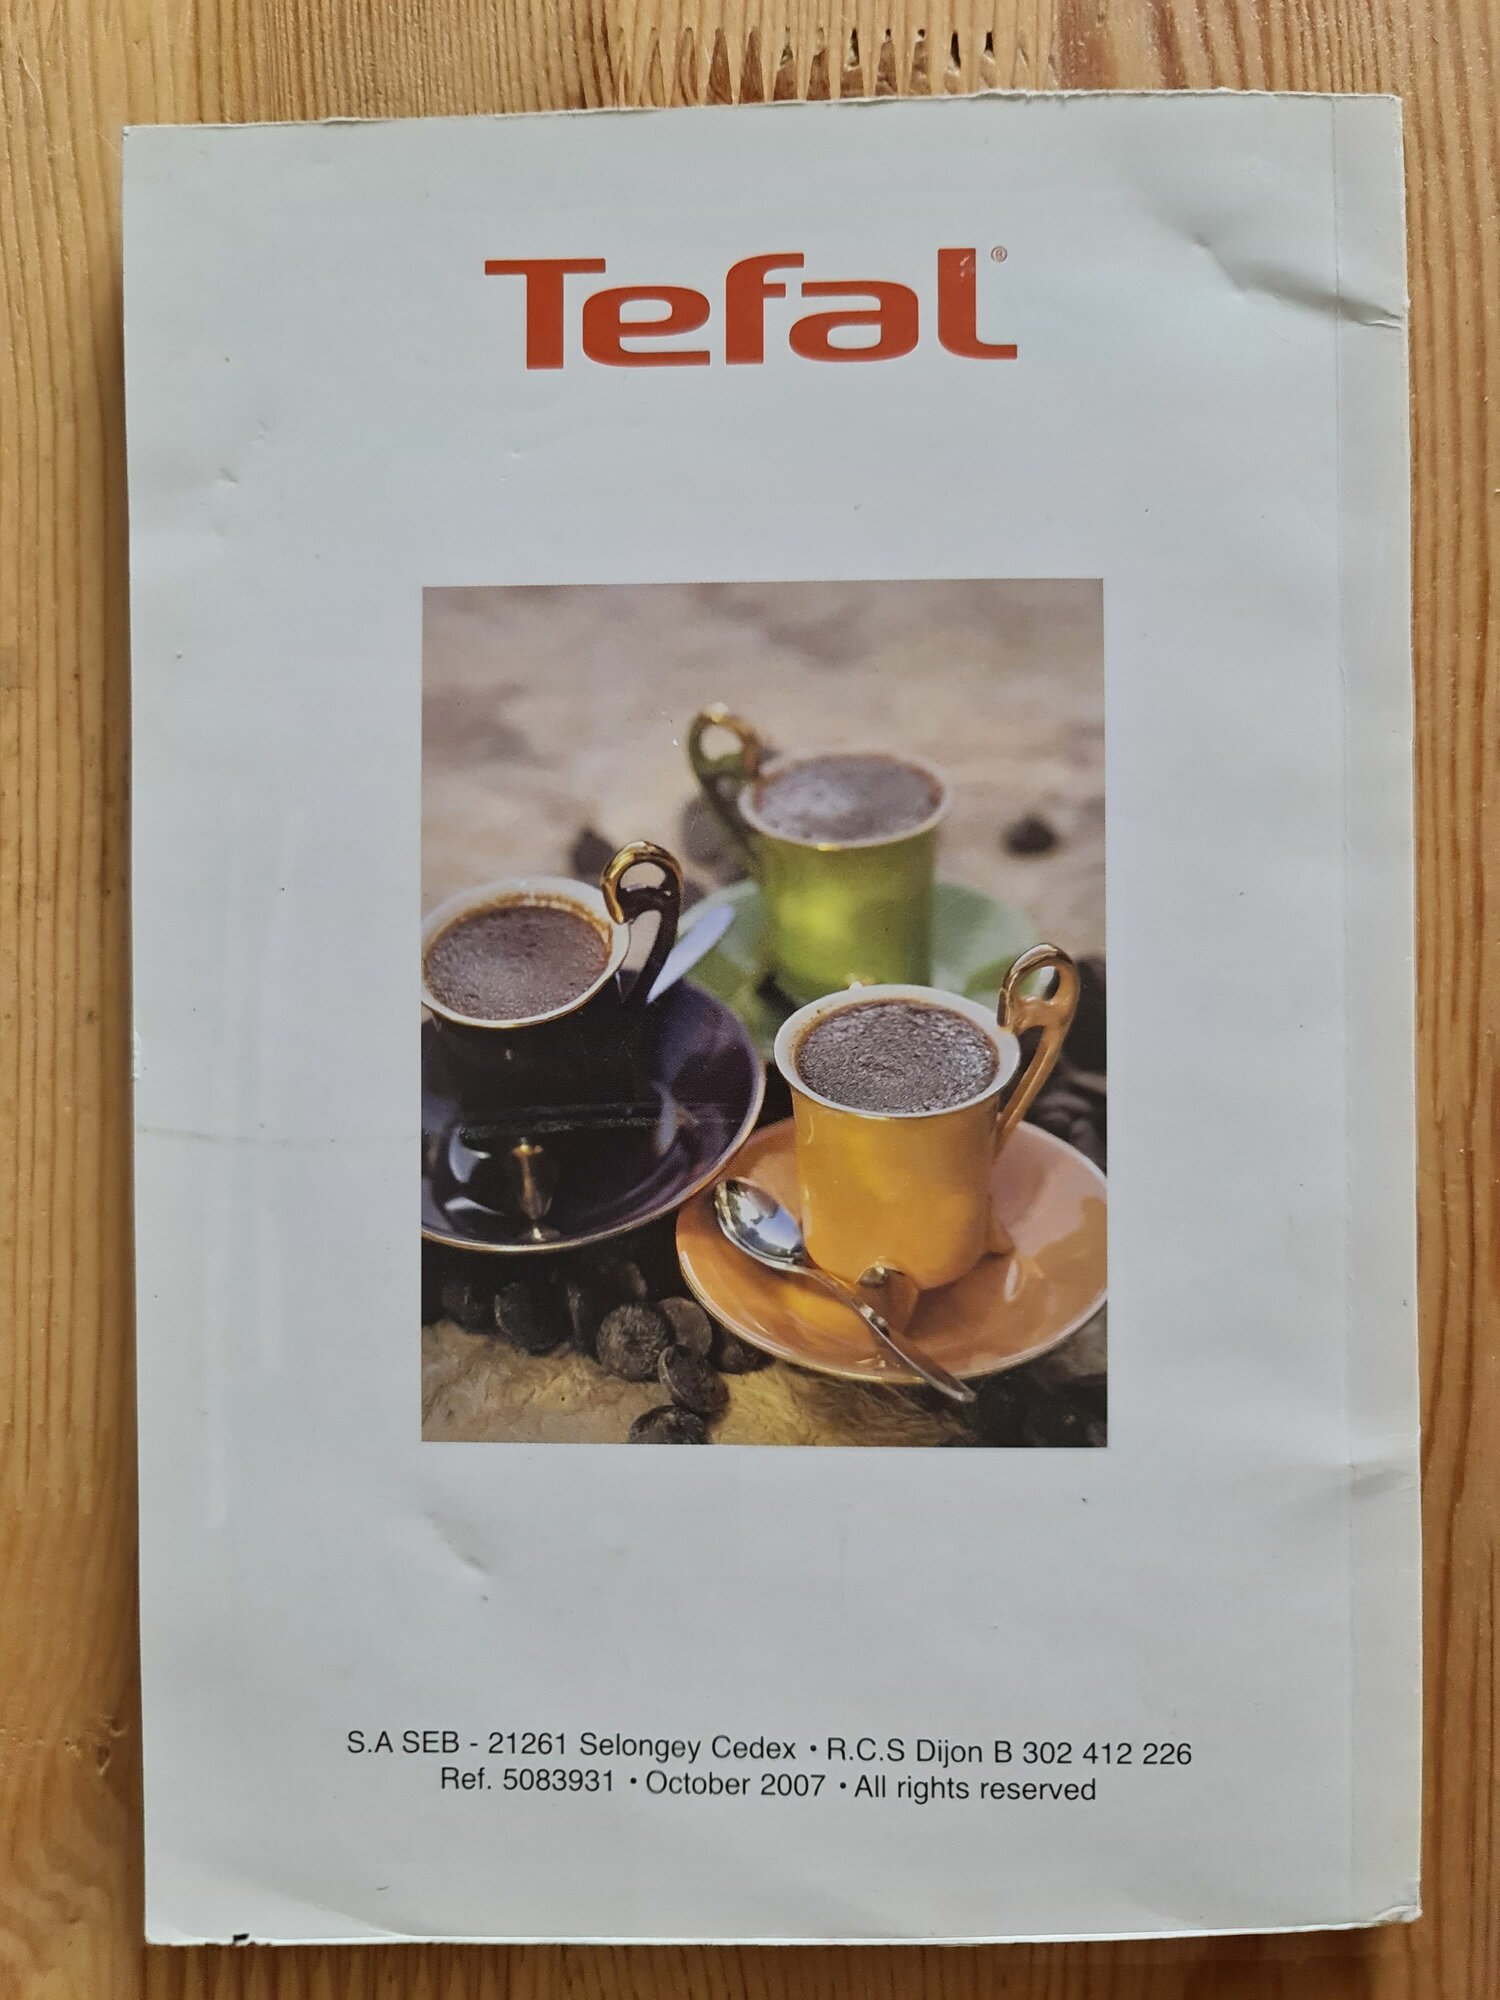 Tefal®
S.A SEB - 21261 Selongey Cedex • R.C.S Dijon B 302 412 226
Ref. 5083931 • October 2007 • All rights reserved